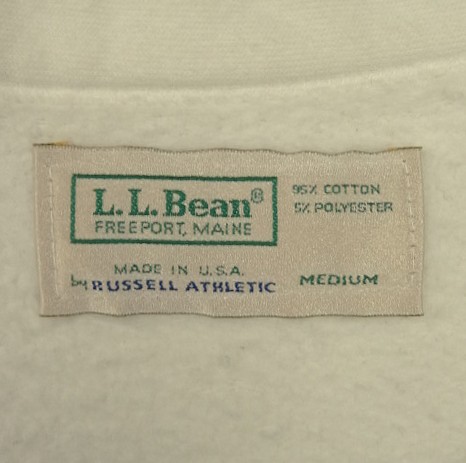 L.L.Bean®
FREEPORT, MAINE
95% COTTON
5% POLYESTER
MADE IN U.S.A.
by RUSSELL ATHLETIC
MEDIUM